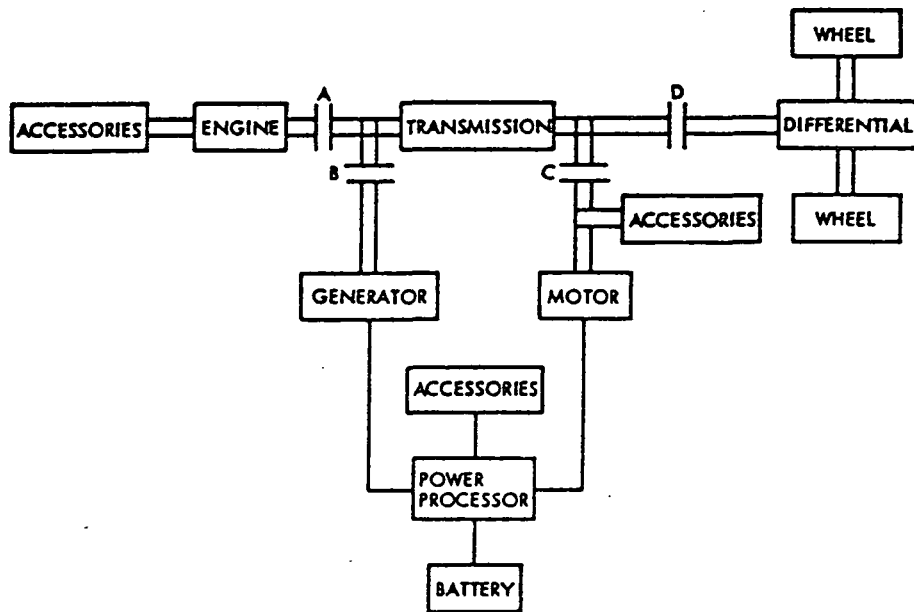 WHEEL
A
D
ACCESSORIES
ENGINE
TRANSMISSION
DIFFERENTIAL
B
C
ACCESSORIES
WHEEL
GENERATOR
MOTOR
ACCESSORIES
POWER
PROCESSOR
BATTERY